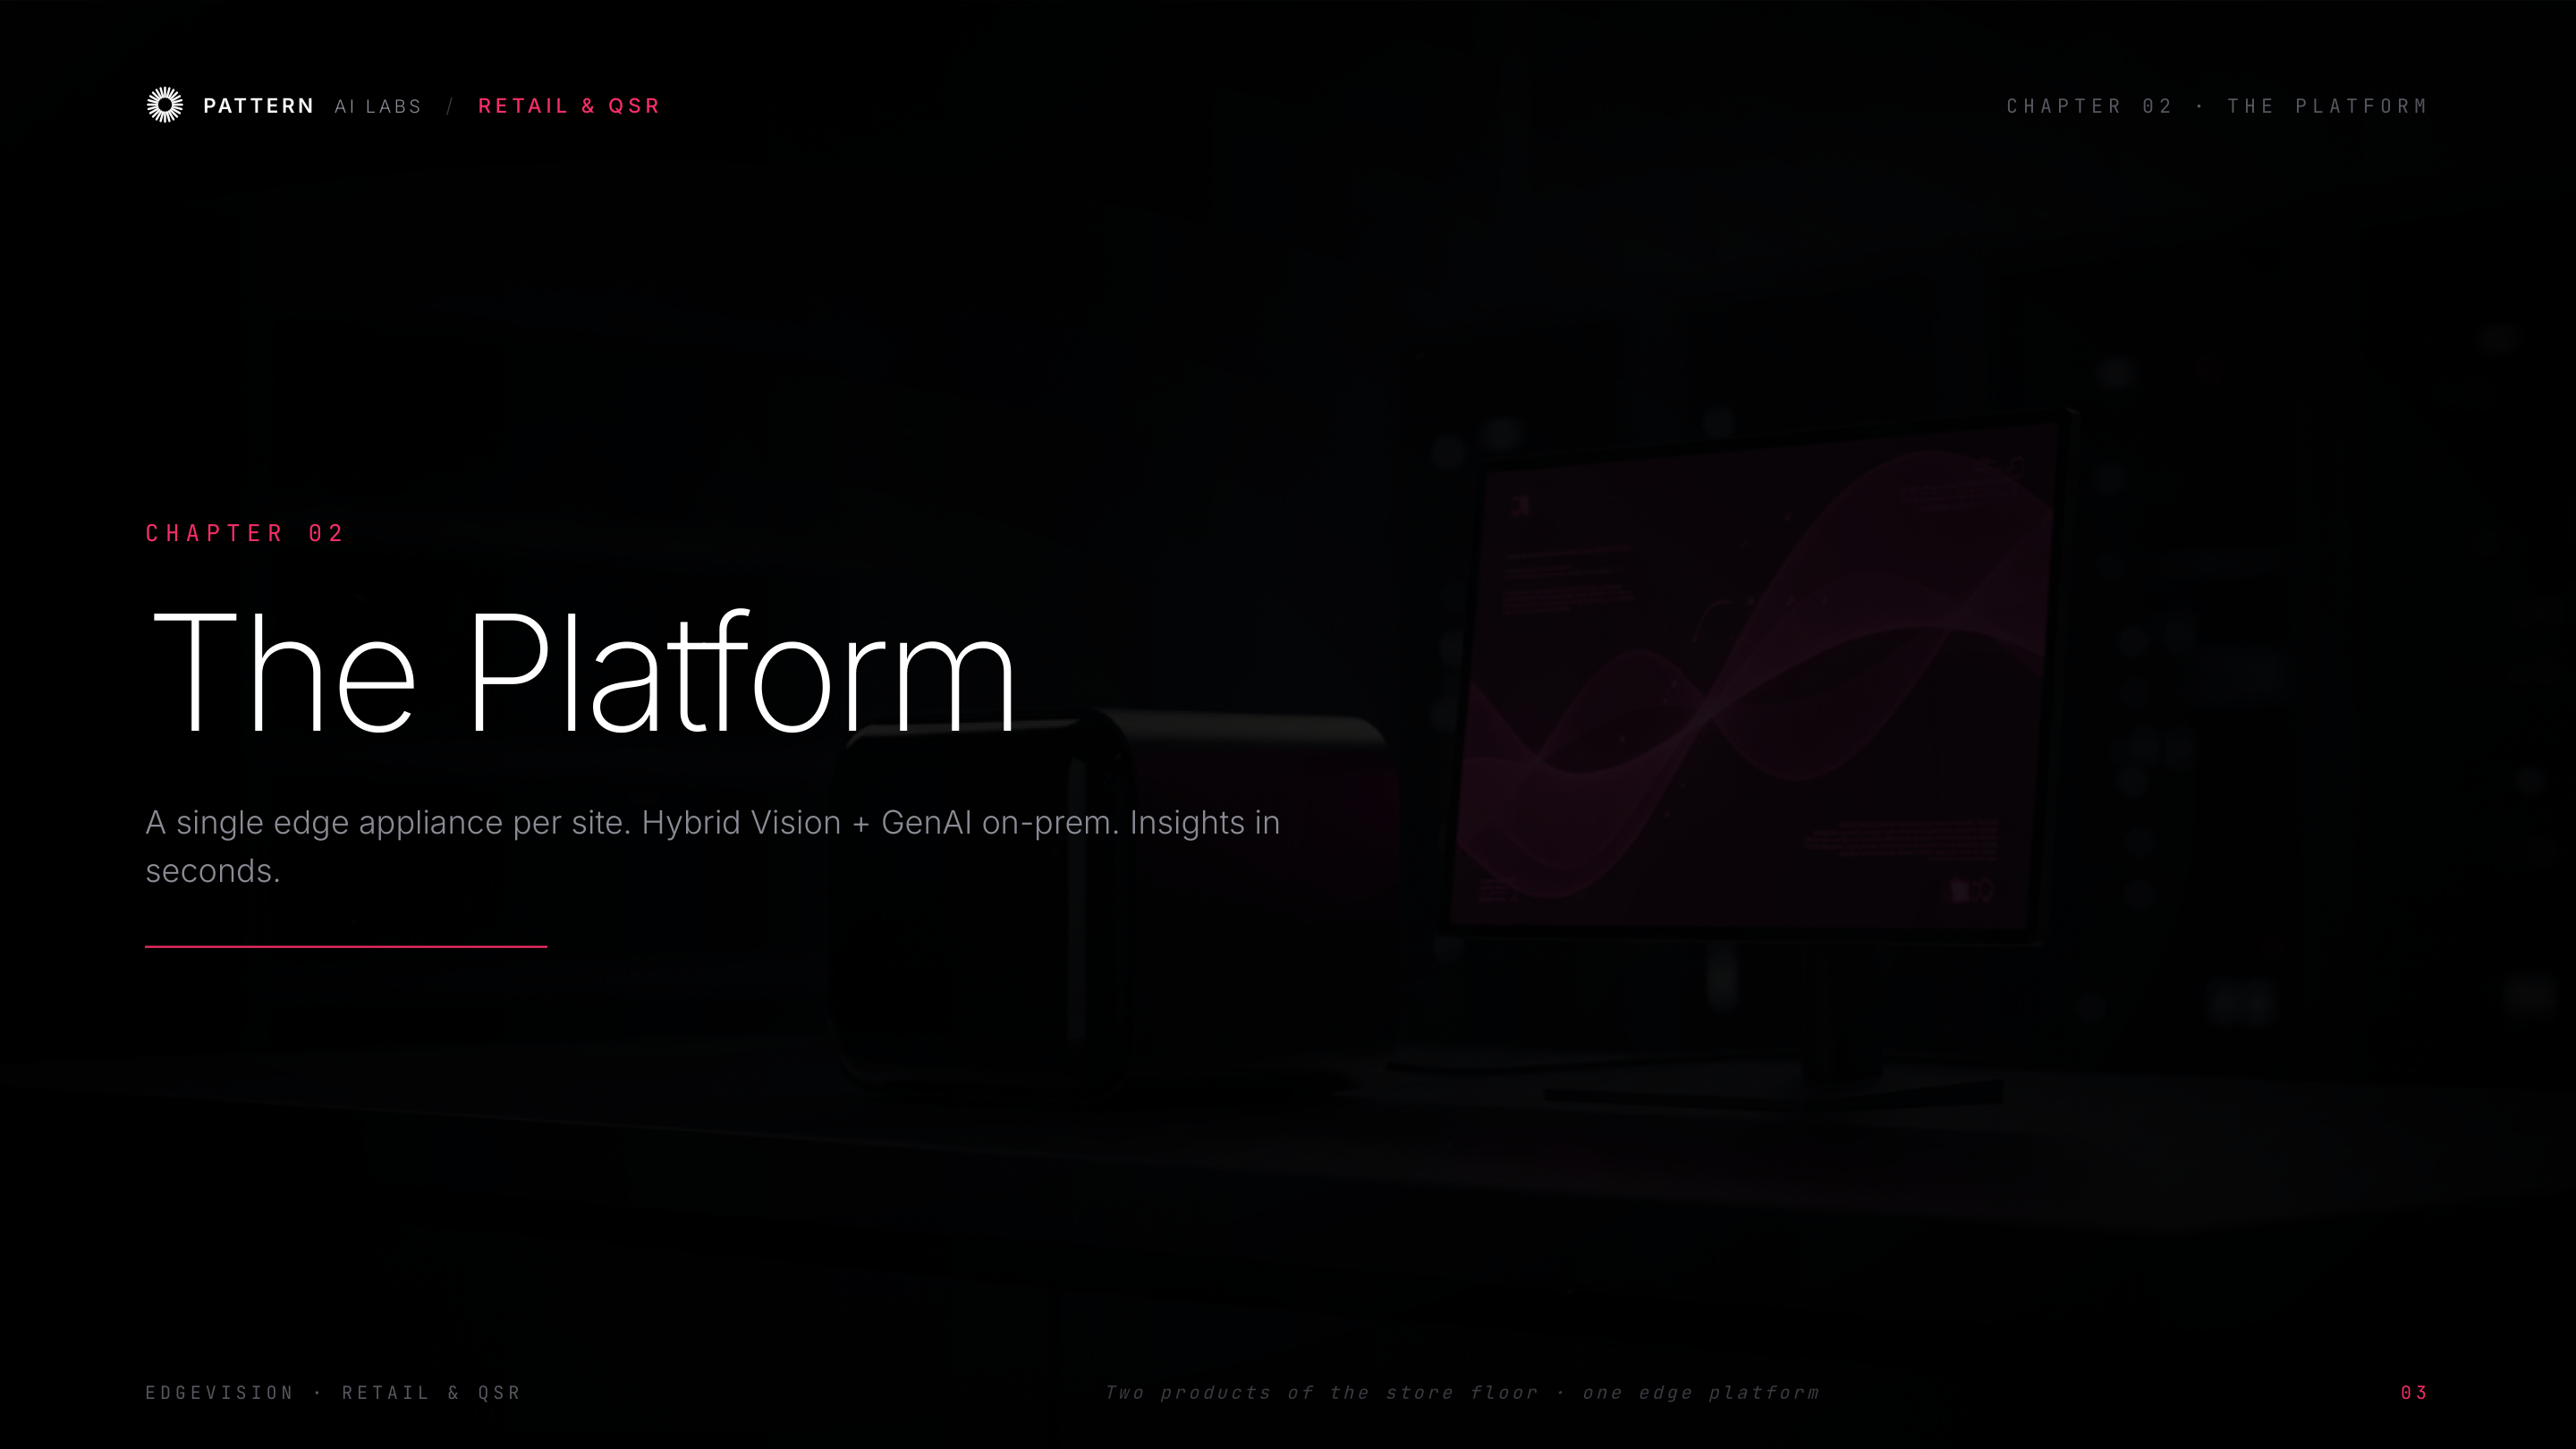 PATTERN AI LABS / RETAIL & QSR
CHAPTER 02 · THE PLATFORM
CHAPTER 02
The Platform
A single edge appliance per site. Hybrid Vision + GenAI on-prem. Insights in
seconds.
EDGEVISION · RETAIL & QSR
Two products of the store floor · one edge platform
03